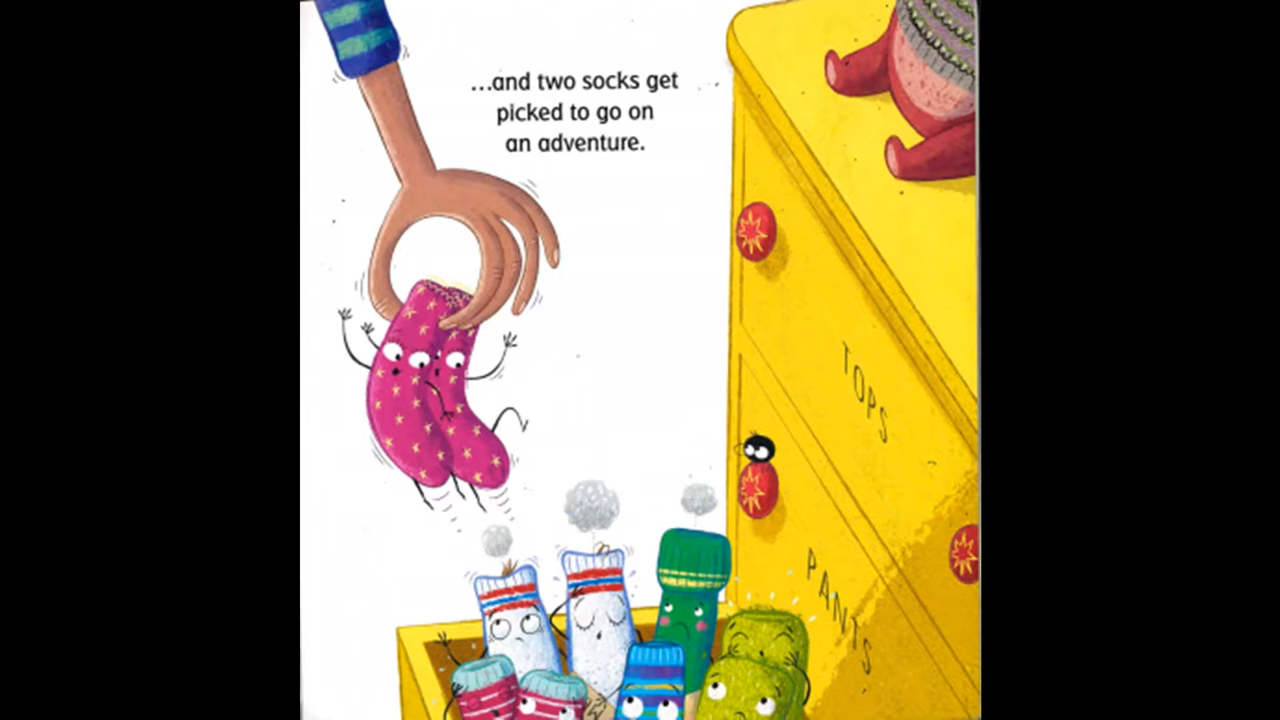 ...and two socks get
picked to go on
an adventure.
TOPS
PANTS